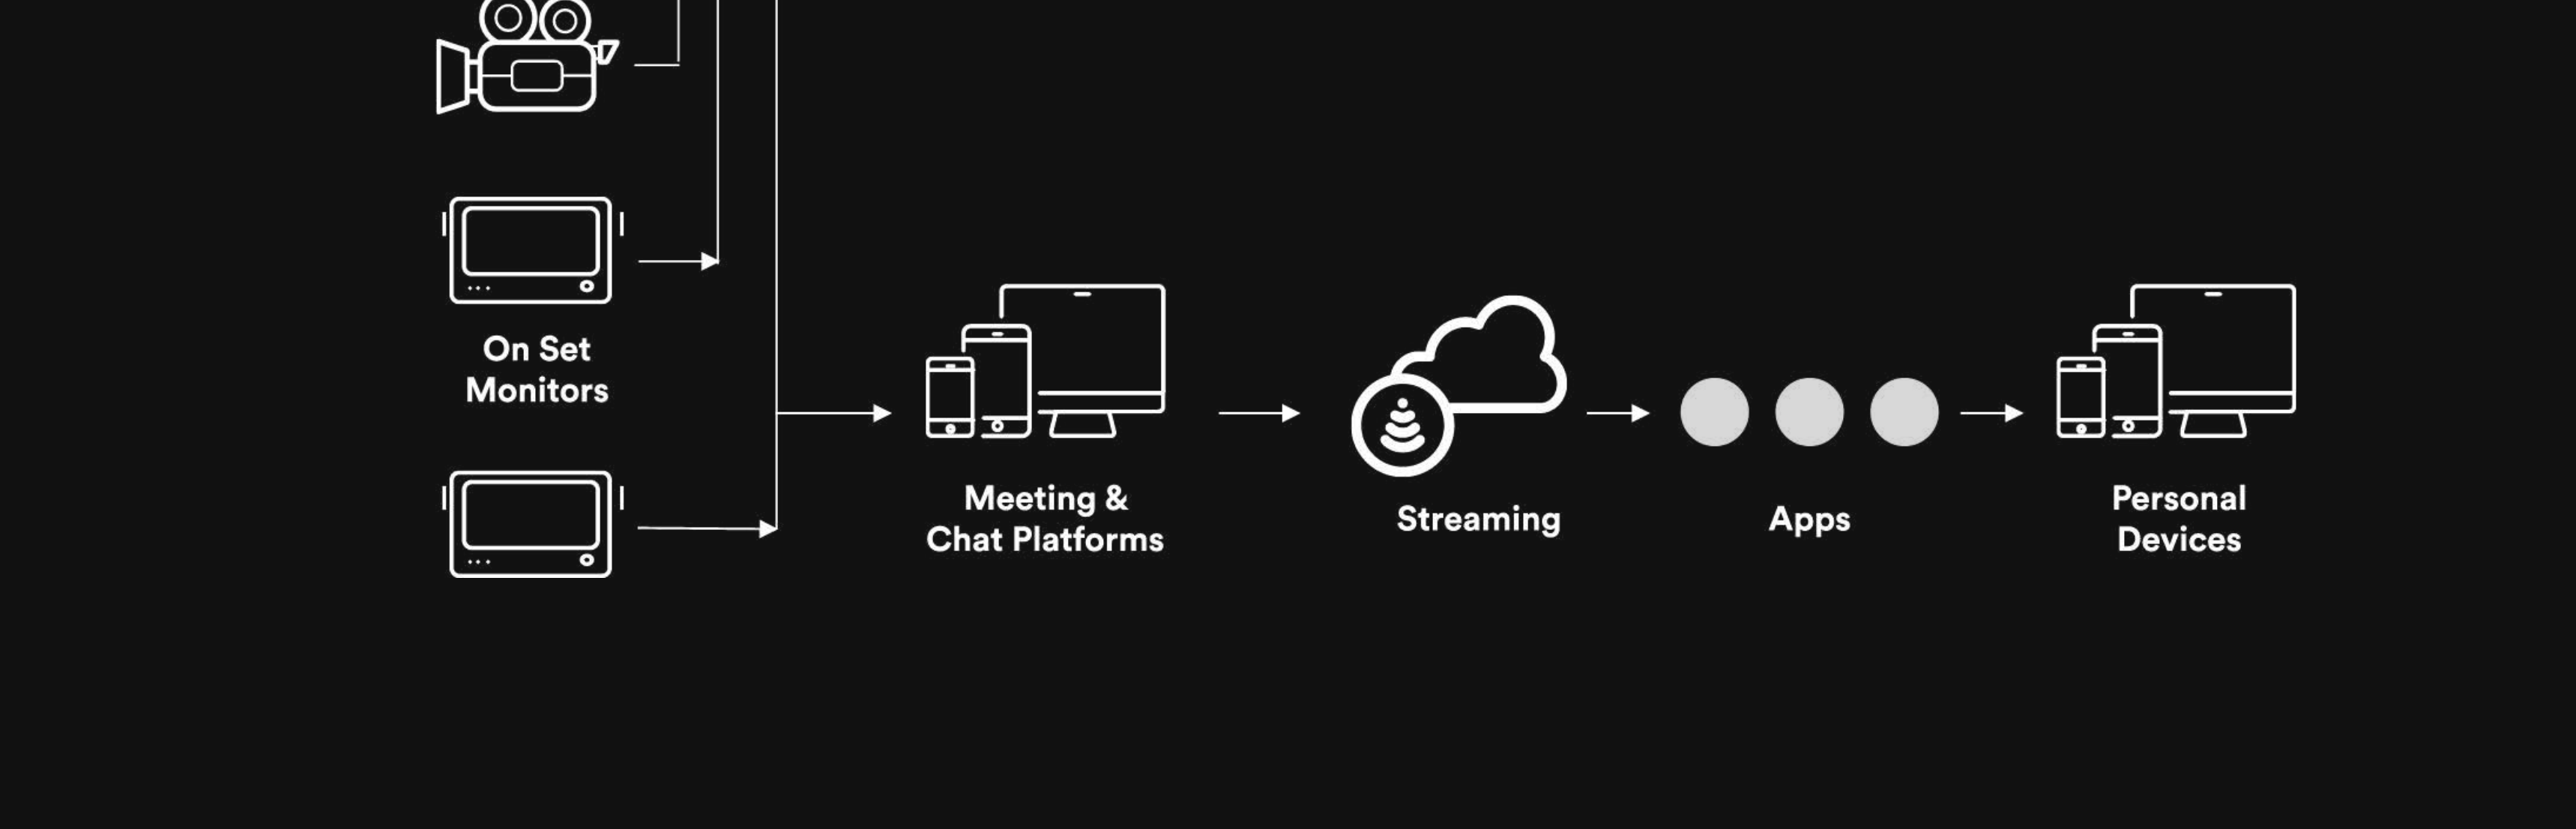 On Set
Monitors
Meeting &
Chat Platforms
Streaming
Apps
Personal
Devices